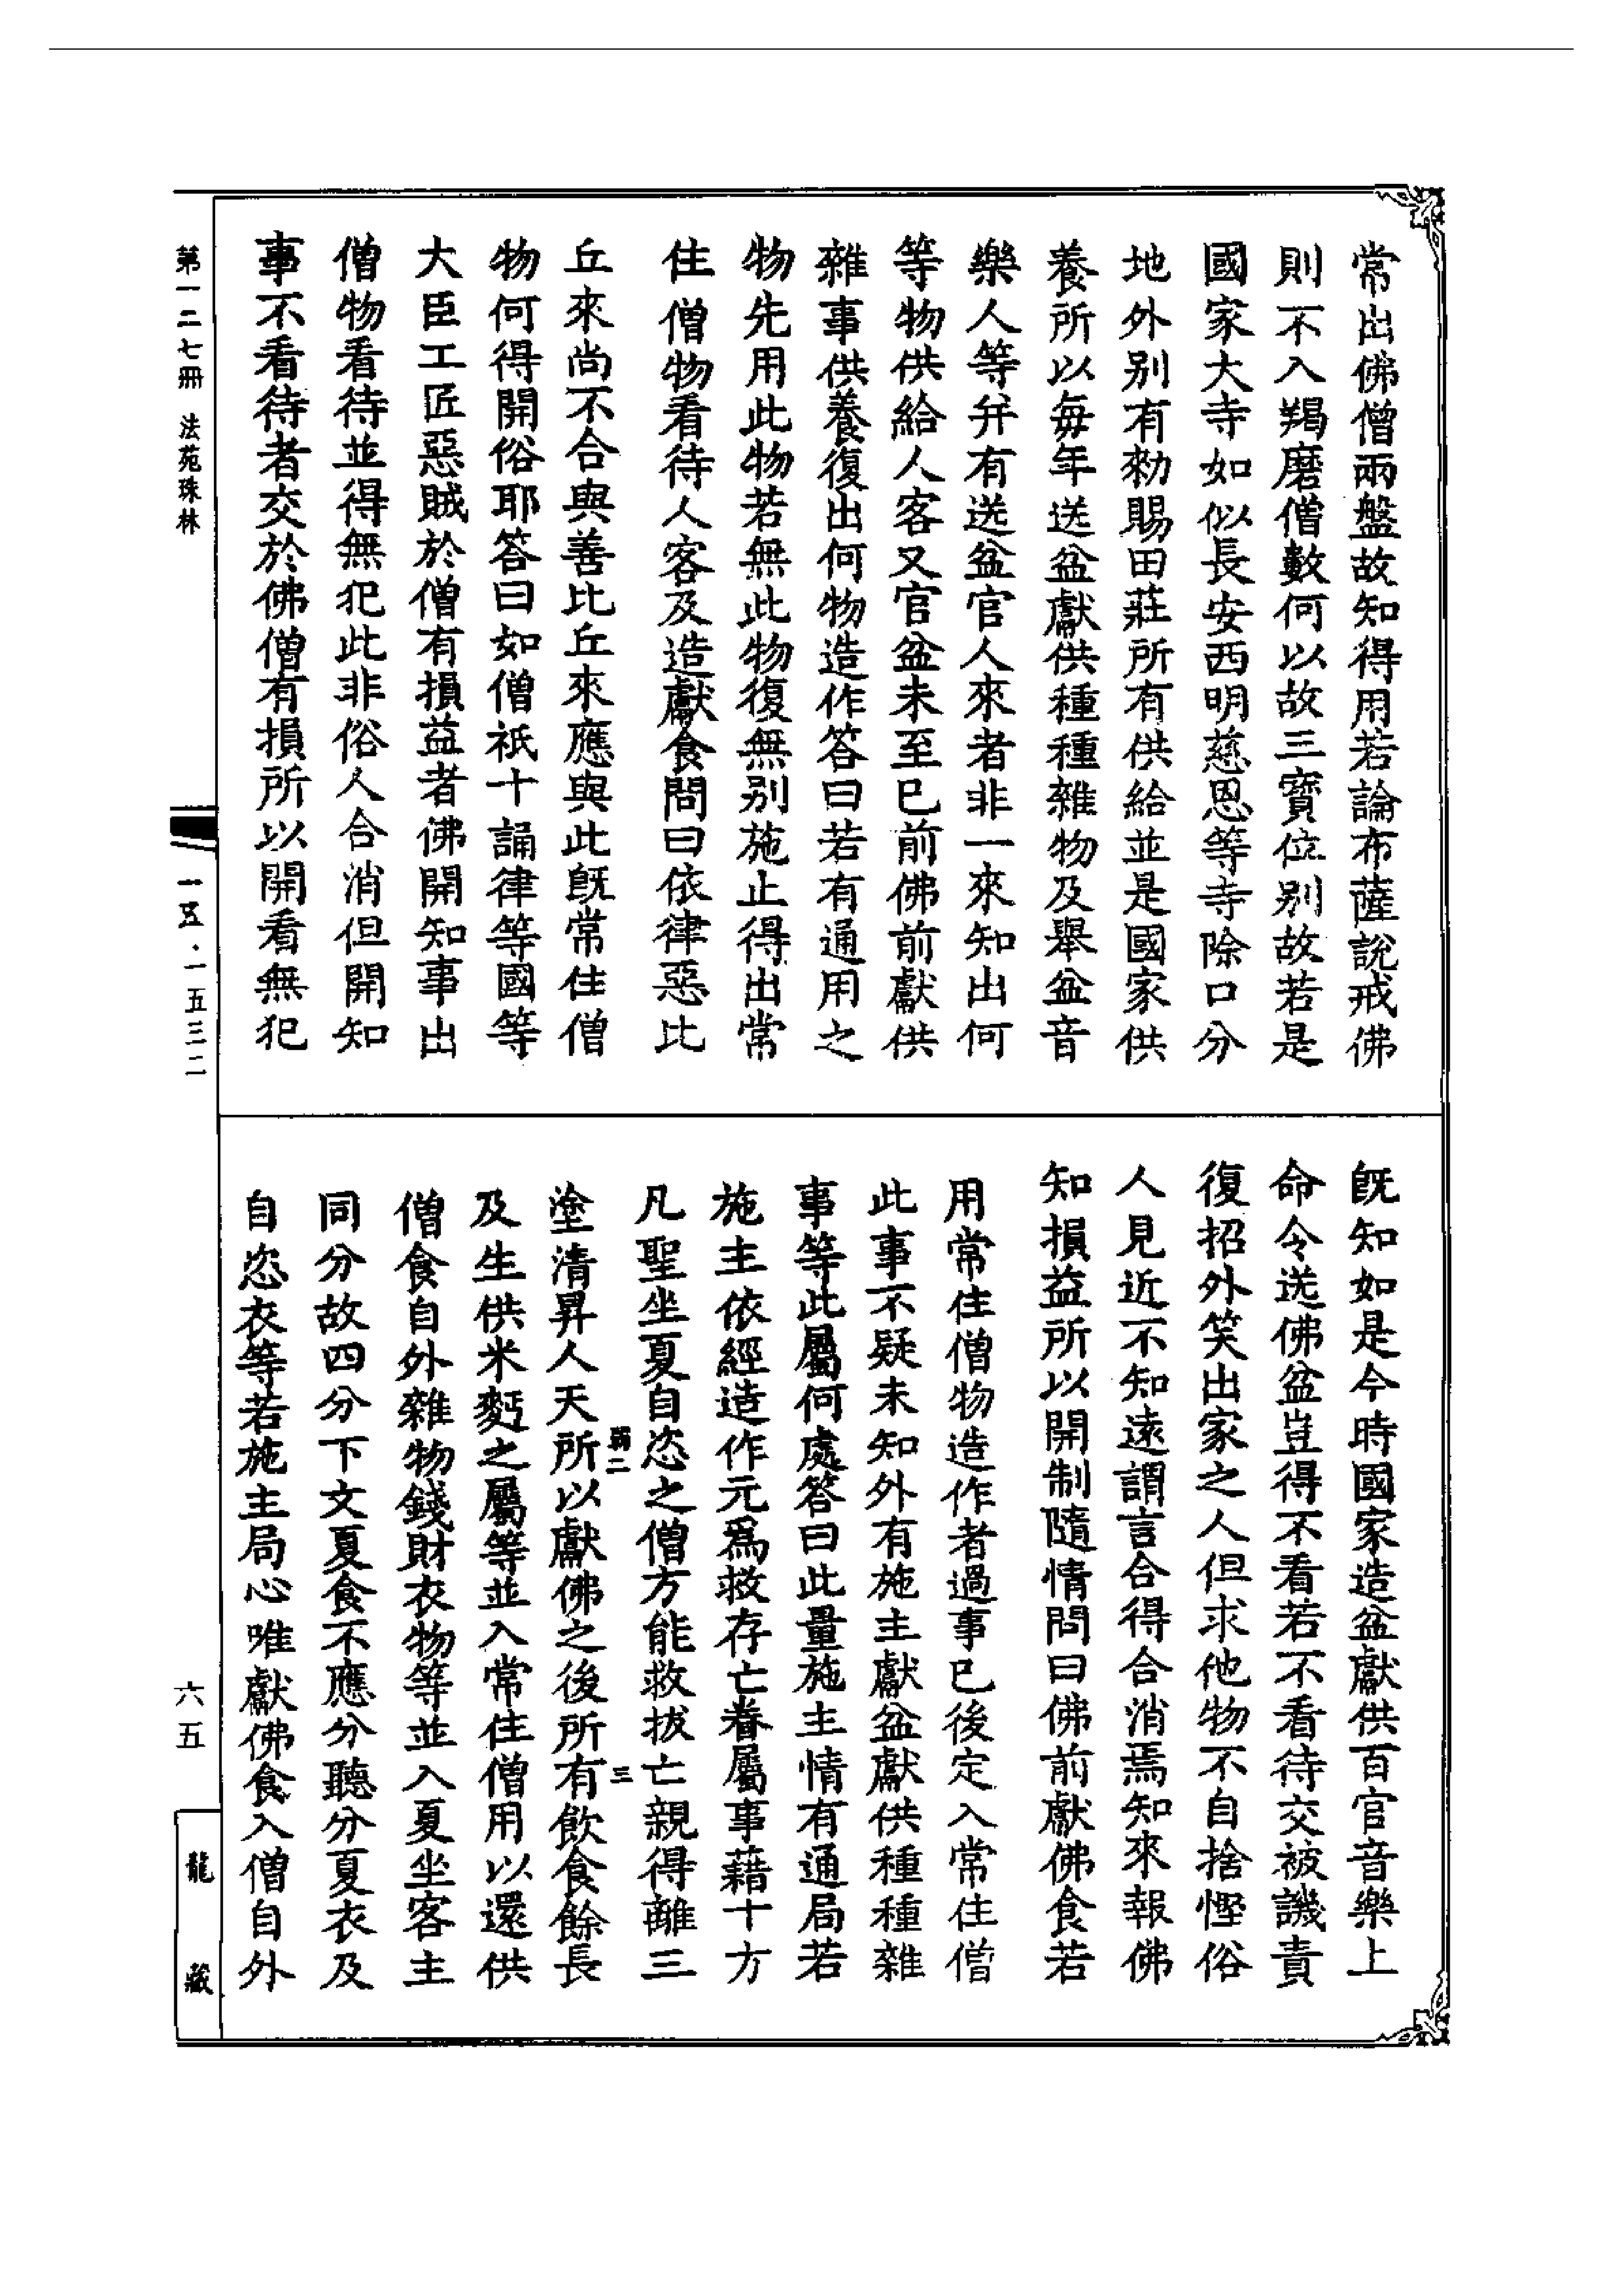 常出佛僧兩盤故知得用若論布薩說戒佛
則不入羯磨僧數何以故三寶位別故若是
國家大寺如似長安西明慈恩等寺除口分
地外別有勑賜田莊所有供給並是國家供
養所以每年送盆獻供種種雜物及舉盆音
樂人等并有送盆官人來者非一來知出何
等物供給人客又官盆未至已前佛前獻供
雜事供養復出何物造作答曰若有通用之
物先用此物若無此物復無別施止得出常
住僧物看待人客及造獻食問曰依律惡比
丘來尚不合與善比丘來應與此既常住僧
物何得開俗耶答曰如僧祇十誦律等國等
大臣工匠惡賊於僧有損益者佛開知事出
僧物看待並得無犯此非俗人合消但開知
事不看待者交於佛僧有損所以開看無犯
既知如是今時國家造盆獻供百官音樂上
命令送佛盆豈得不看若不看待交被譏責
復招外笑出家之人但求他物不自捨慳俗
人見近不知遠謂言合得合消焉知來報佛
知損益所以開制隨情問曰佛前獻佛食若
用常住僧物造作者過事已後定入常住僧
此事不疑未知外有施主獻盆獻供種種雜
事等此屬何處答曰此量施主情有通局若
施主依經造作元爲救存亡眷屬事藉十方
凡聖坐夏自恣之僧方能救拔亡親得離三
塗清昇人天所以獻佛之後所有飲食餘長
及生供米麪之屬等並入常住僧用以還供
僧食自外雜物錢財衣物等並入夏坐客主
同分故四分下文夏食不應分聽分夏衣及
自恣衣等若施主局心唯獻佛食入僧自外
第一二七冊 法苑珠林
一五·一五三二
六五
龍藏
三